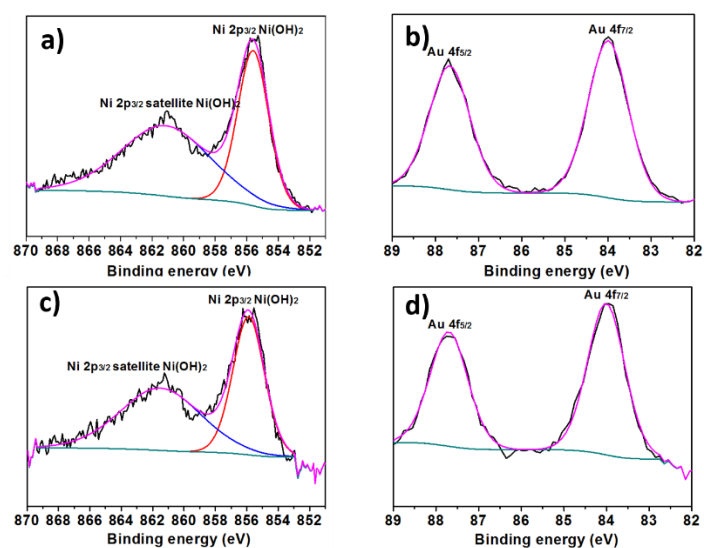 a)
Ni 2p3/2 Ni(OH)2
Ni 2p3/2 satellite Ni(OH)2
870 868 866 864 862 860 858 856 854 852
Binding energy (eV)
b)
Au 4f5/2
Au 4f7/2
89 88 87 86 85 84 83 82
Binding energy (eV)
c)
Ni 2p3/2 Ni(OH)2
Ni 2p3/2 satellite Ni(OH)2
870 868 866 864 862 860 858 856 854 852
Binding energy (eV)
d)
Au 4f5/2
Au 4f7/2
89 88 87 86 85 84 83 82
Binding energy (eV)